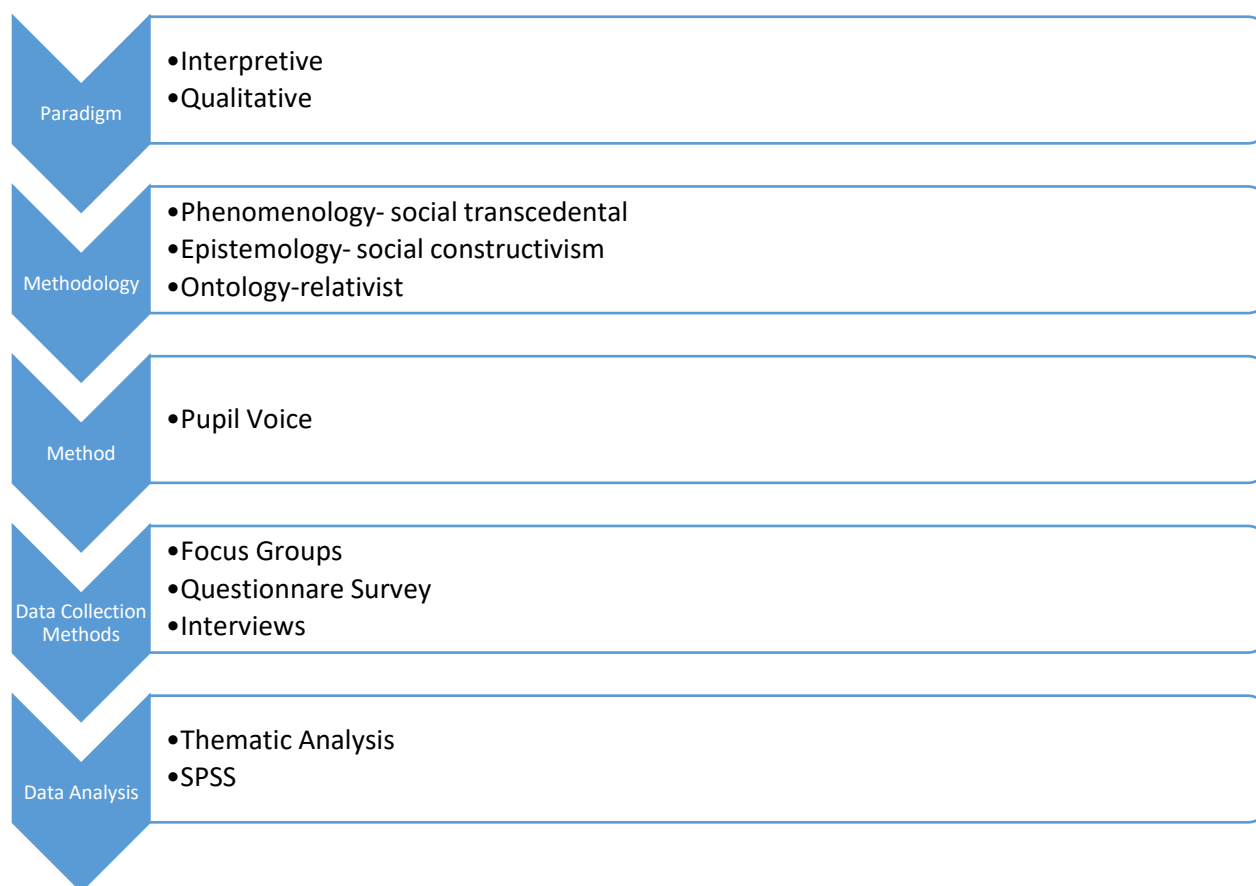 Paradigm
•Interpretive
•Qualitative
Methodology
•Phenomenology- social transcedental
•Epistemology- social constructivism
•Ontology-relativist
Method
•Pupil Voice
Data Collection
Methods
•Focus Groups
•Questionnare Survey
•Interviews
Data Analysis
•Thematic Analysis
•SPSS